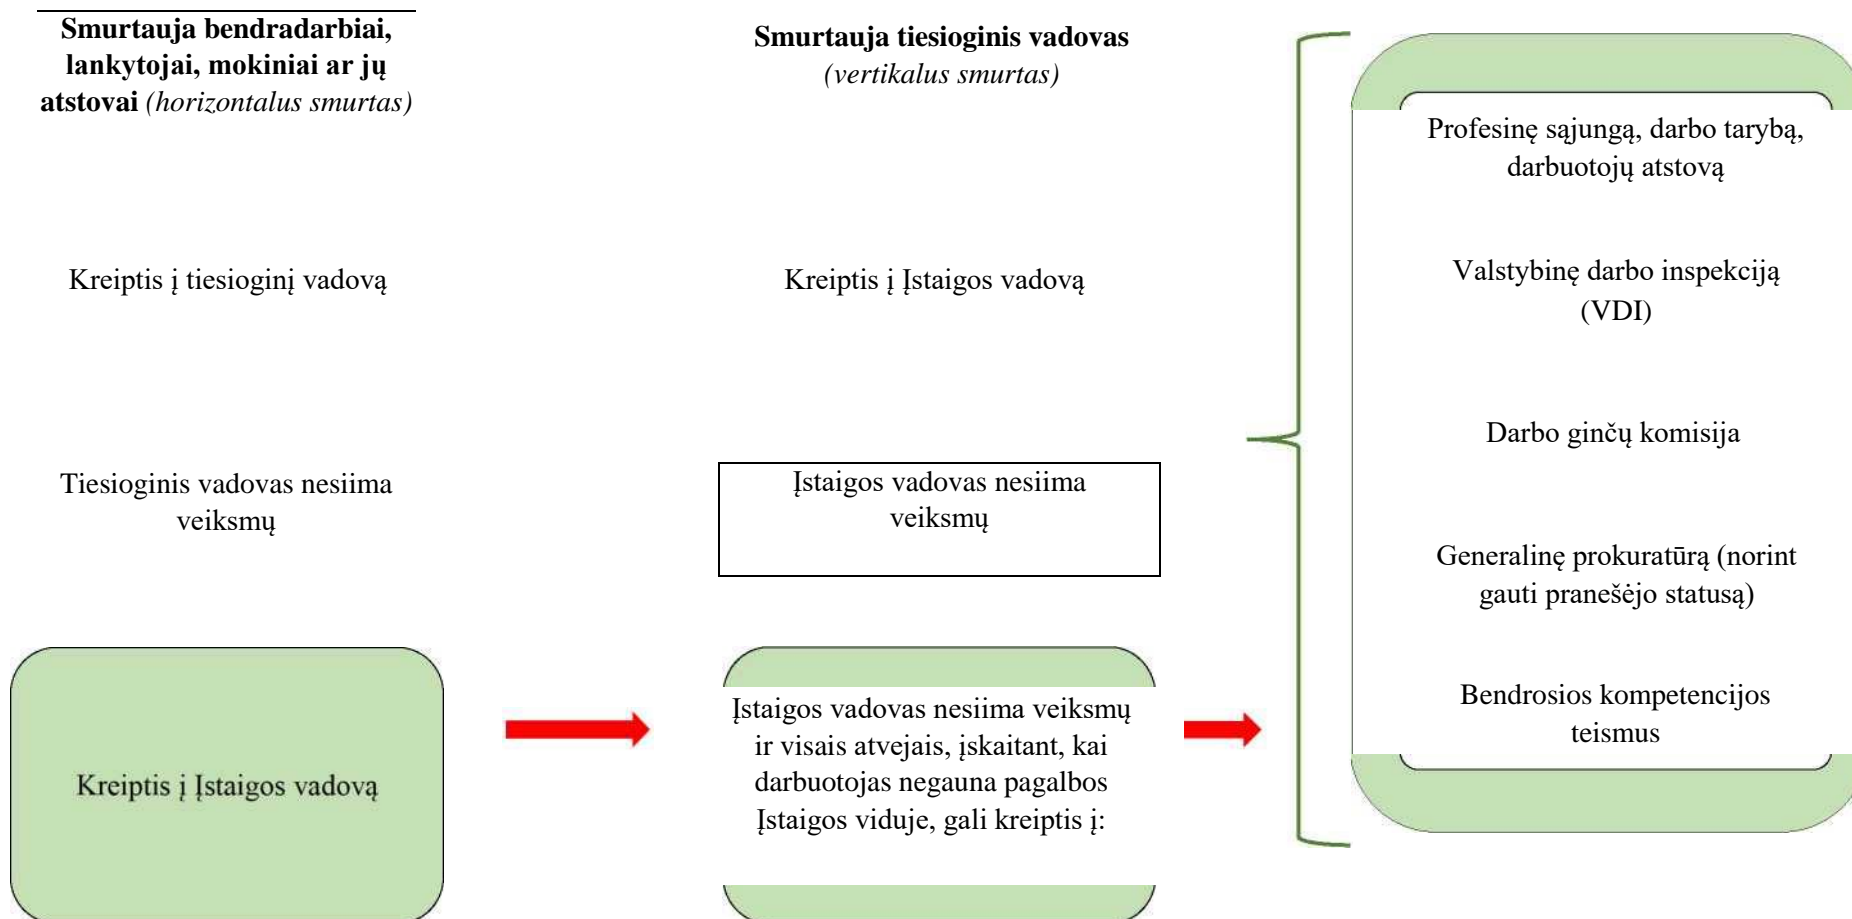 Smurtauja bendradarbiai,
lankytojai, mokiniai ar jų
atstovai (horizontalus smurtas)
Kreiptis į tiesioginį vadovą
Tiesioginis vadovas nesiima
veiksmų
Kreiptis į Įstaigos vadovą
Smurtauja tiesioginis vadovas
(vertikalus smurtas)
Kreiptis į Įstaigos vadovą
Įstaigos vadovas nesiima
veiksmų
Įstaigos vadovas nesiima veiksmų
ir visais atvejais, įskaitant, kai
darbuotojas negauna pagalbos
Įstaigos viduje, gali kreiptis į:
Profesinę sąjungą, darbo tarybą,
darbuotojų atstovą
Valstybinę darbo inspekciją
(VDI)
Darbo ginčų komisija
Generalinę prokuratūrą (norint
gauti pranešėjo statusą)
Bendrosios kompetencijos
teismus